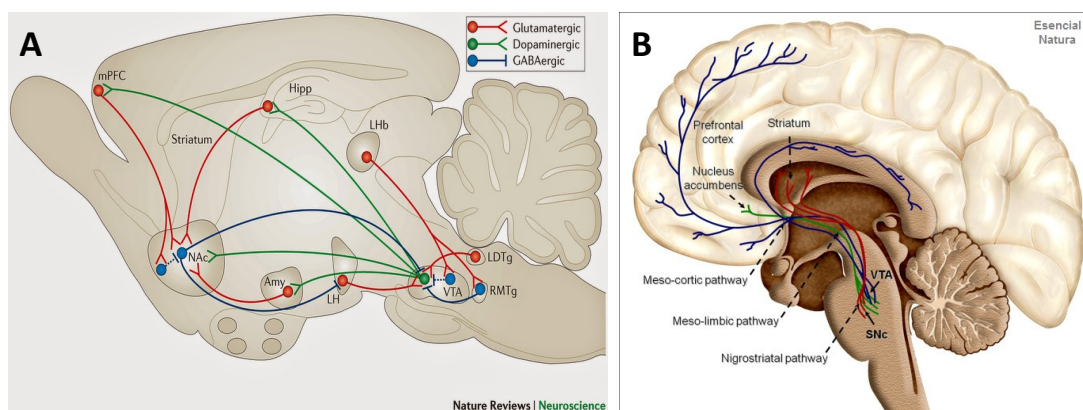 A
Glutamatergic
Dopaminergic
GABAergic
mPFC
Hipp
Striatum
LHb
NAc
Amy
LH
VTA
LDTg
RMTg
Nature Reviews | Neuroscience
B
Esencial
Natura
Prefrontal
cortex
Striatum
Nucleus
accumbens
Meso-cortic pathway
VTA
Meso-limbic pathway
SNc
Nigrostriatal pathway